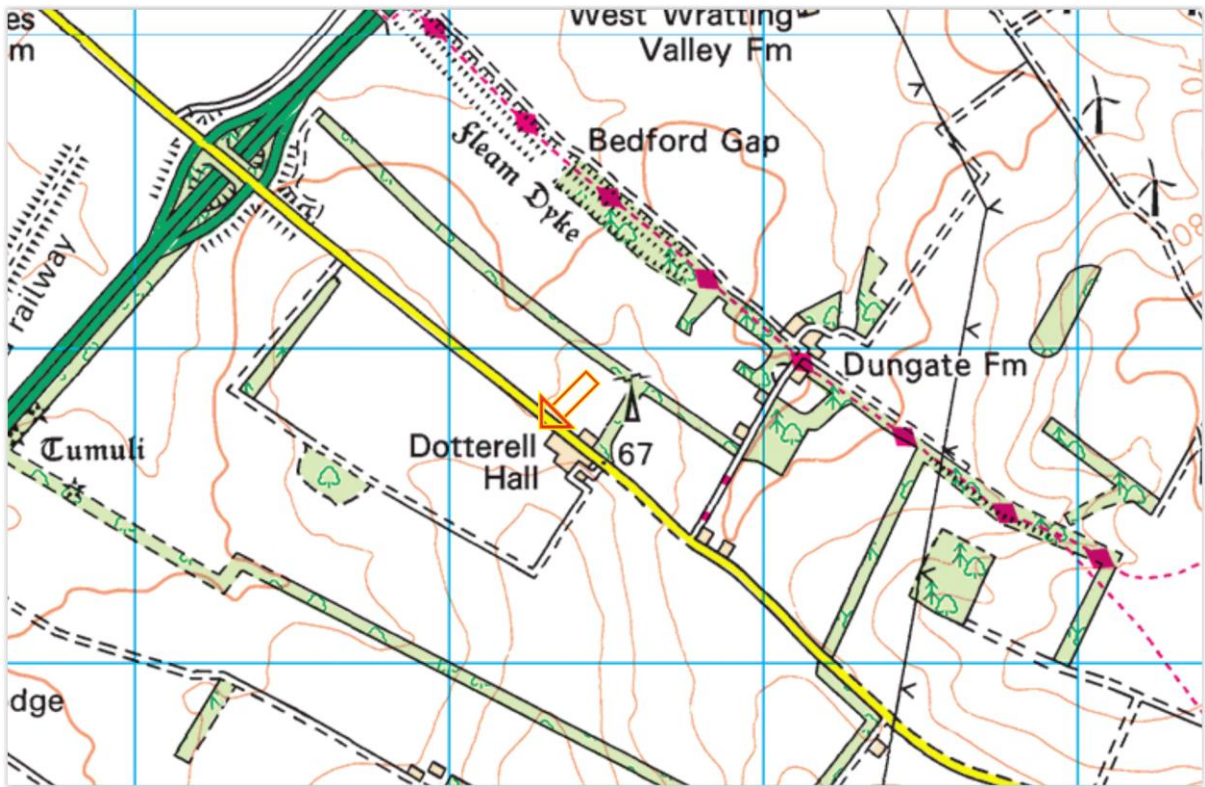 es
m
West Wratting
Valley Fm
Fleam Dyke
Bedford Gap
railway
Dungate Fm
Tumuli
Dotterell
Hall
67
dge